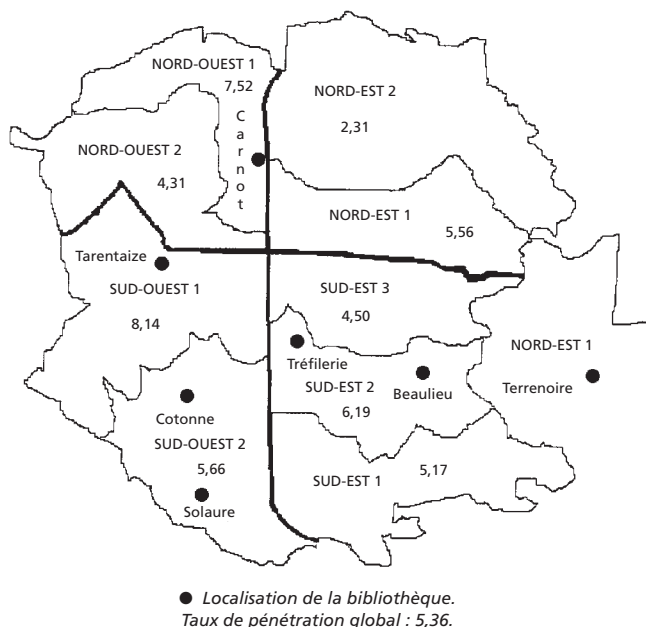 NORD-OUEST 1
7,52
Carnot
NORD-EST 2
2,31
NORD-OUEST 2
4,31
NORD-EST 1
5,56
Tarentaize
SUD-OUEST 1
8,14
SUD-EST 3
4,50
NORD-EST 1
Terrenoire
Tréfilerie
SUD-EST 2
6,19
Beaulieu
Cotonne
SUD-OUEST 2
5,66
Solaure
SUD-EST 1
5,17
● Localisation de la bibliothèque.
Taux de pénétration global : 5,36.